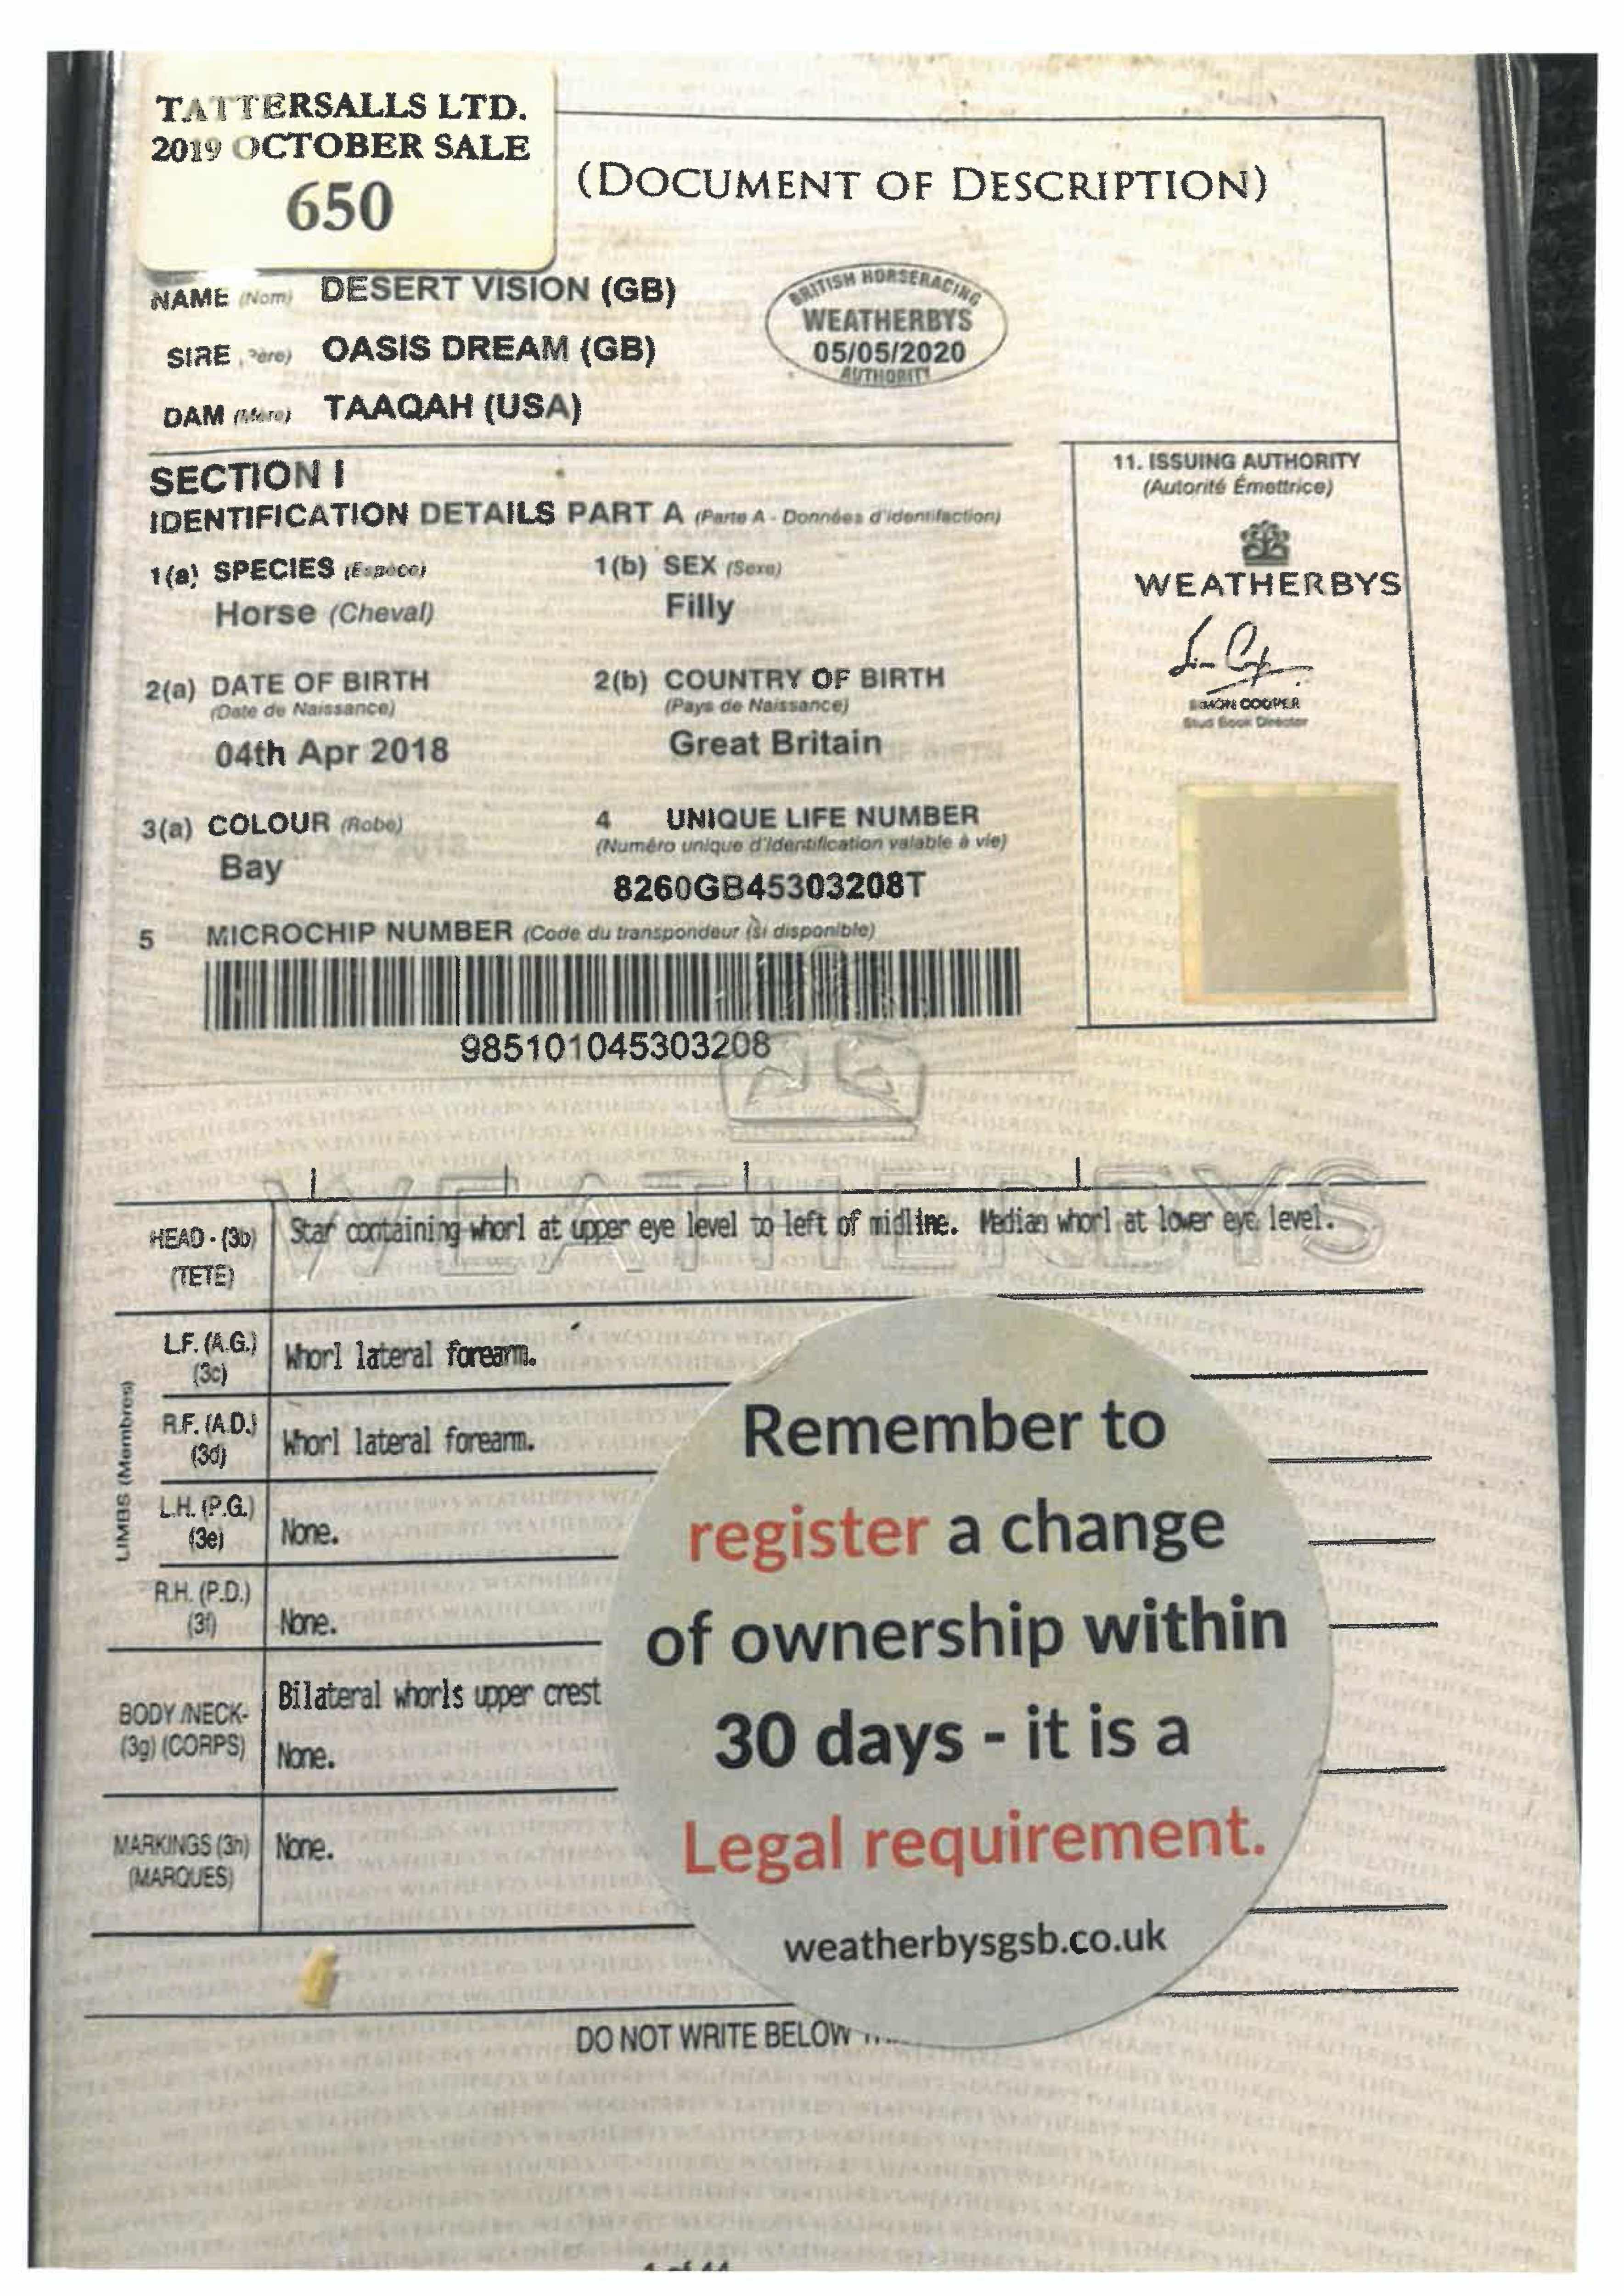 TATTERSALLS LTD.
2019 OCTOBER SALE
650
(DOCUMENT OF DESCRIPTION)
NAME (Nom) DESERT VISION (GB)
SIRE Père) OASIS DREAM (GB)
DAM (Mere) TAAQAH (USA)
BRITISH HORSERACING
WEATHERBYS
05/05/2020
AUTHORITY
SECTION I
IDENTIFICATION DETAILS PART A (Parte A - Données d'identifaction)
1(a) SPECIES (Espèce) 1(b) SEX (Sexe)
Horse (Cheval) Filly
2(a) DATE OF BIRTH 2(b) COUNTRY OF BIRTH
(Date de Naissance) (Pays de Naissance)
04th Apr 2018 Great Britain
3(a) COLOUR (Robe) 4 UNIQUE LIFE NUMBER
(Numéro unique d'identification valable à vie)
Bay
8260GB45303208T
5 MICROCHIP NUMBER (Code du transpondeur (si disponible)
985101045303208
11. ISSUING AUTHORITY
(Autorité Émettrice)
WEATHERBYS
SIMON COOPER
Stud Book Director
WEATHERBYS
HEAD - (3b) Star containing whorl at upper eye level to left of midline. Median whorl at lower eye level.
(TETE)
LIMBS (Membres)
L.F. (A.G.) Whorl lateral forearm.
(3c)
R.F. (A.D.) Whorl lateral forearm.
(3d)
L.H. (P.G.) None.
(3e)
R.H. (P.D.) None.
(3f)
Bilateral whorls upper crest
BODY /NECK-
(3g) (CORPS) None.
MARKINGS (3h) None.
(MARQUES)
Remember to
register a change
of ownership within
30 days - it is a
Legal requirement.
weatherbysgsb.co.uk
DO NOT WRITE BELOW